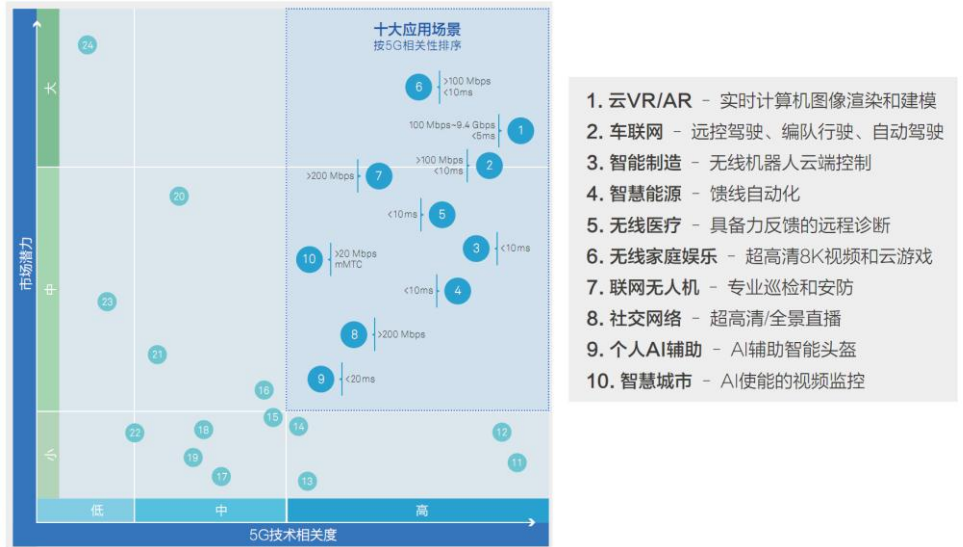 十大应用场景
按5G相关性排序
24
6
>100 Mbps
<10ms
大
100 Mbps~9.4 Gbps
<5ms
1
>100 Mbps
<10ms
2
>200 Mbps
7
20
<10ms
5
3
<10ms
市场潜力
10
>20 Mbps
mMTC
中
<10ms
4
23
8
>200 Mbps
21
9
<20ms
16
15
14
22
18
12
小
19
11
17
13
低
中
高
5G技术相关度
1. 云VR/AR – 实时计算机图像渲染和建模
2. 车联网 – 远控驾驶、编队行驶、自动驾驶
3. 智能制造 – 无线机器人云端控制
4. 智慧能源 – 馈线自动化
5. 无线医疗 – 具备力反馈的远程诊断
6. 无线家庭娱乐 – 超高清8K视频和云游戏
7. 联网无人机 – 专业巡检和安防
8. 社交网络 – 超高清/全景直播
9. 个人AI辅助 – AI辅助智能头盔
10. 智慧城市 – AI使能的视频监控